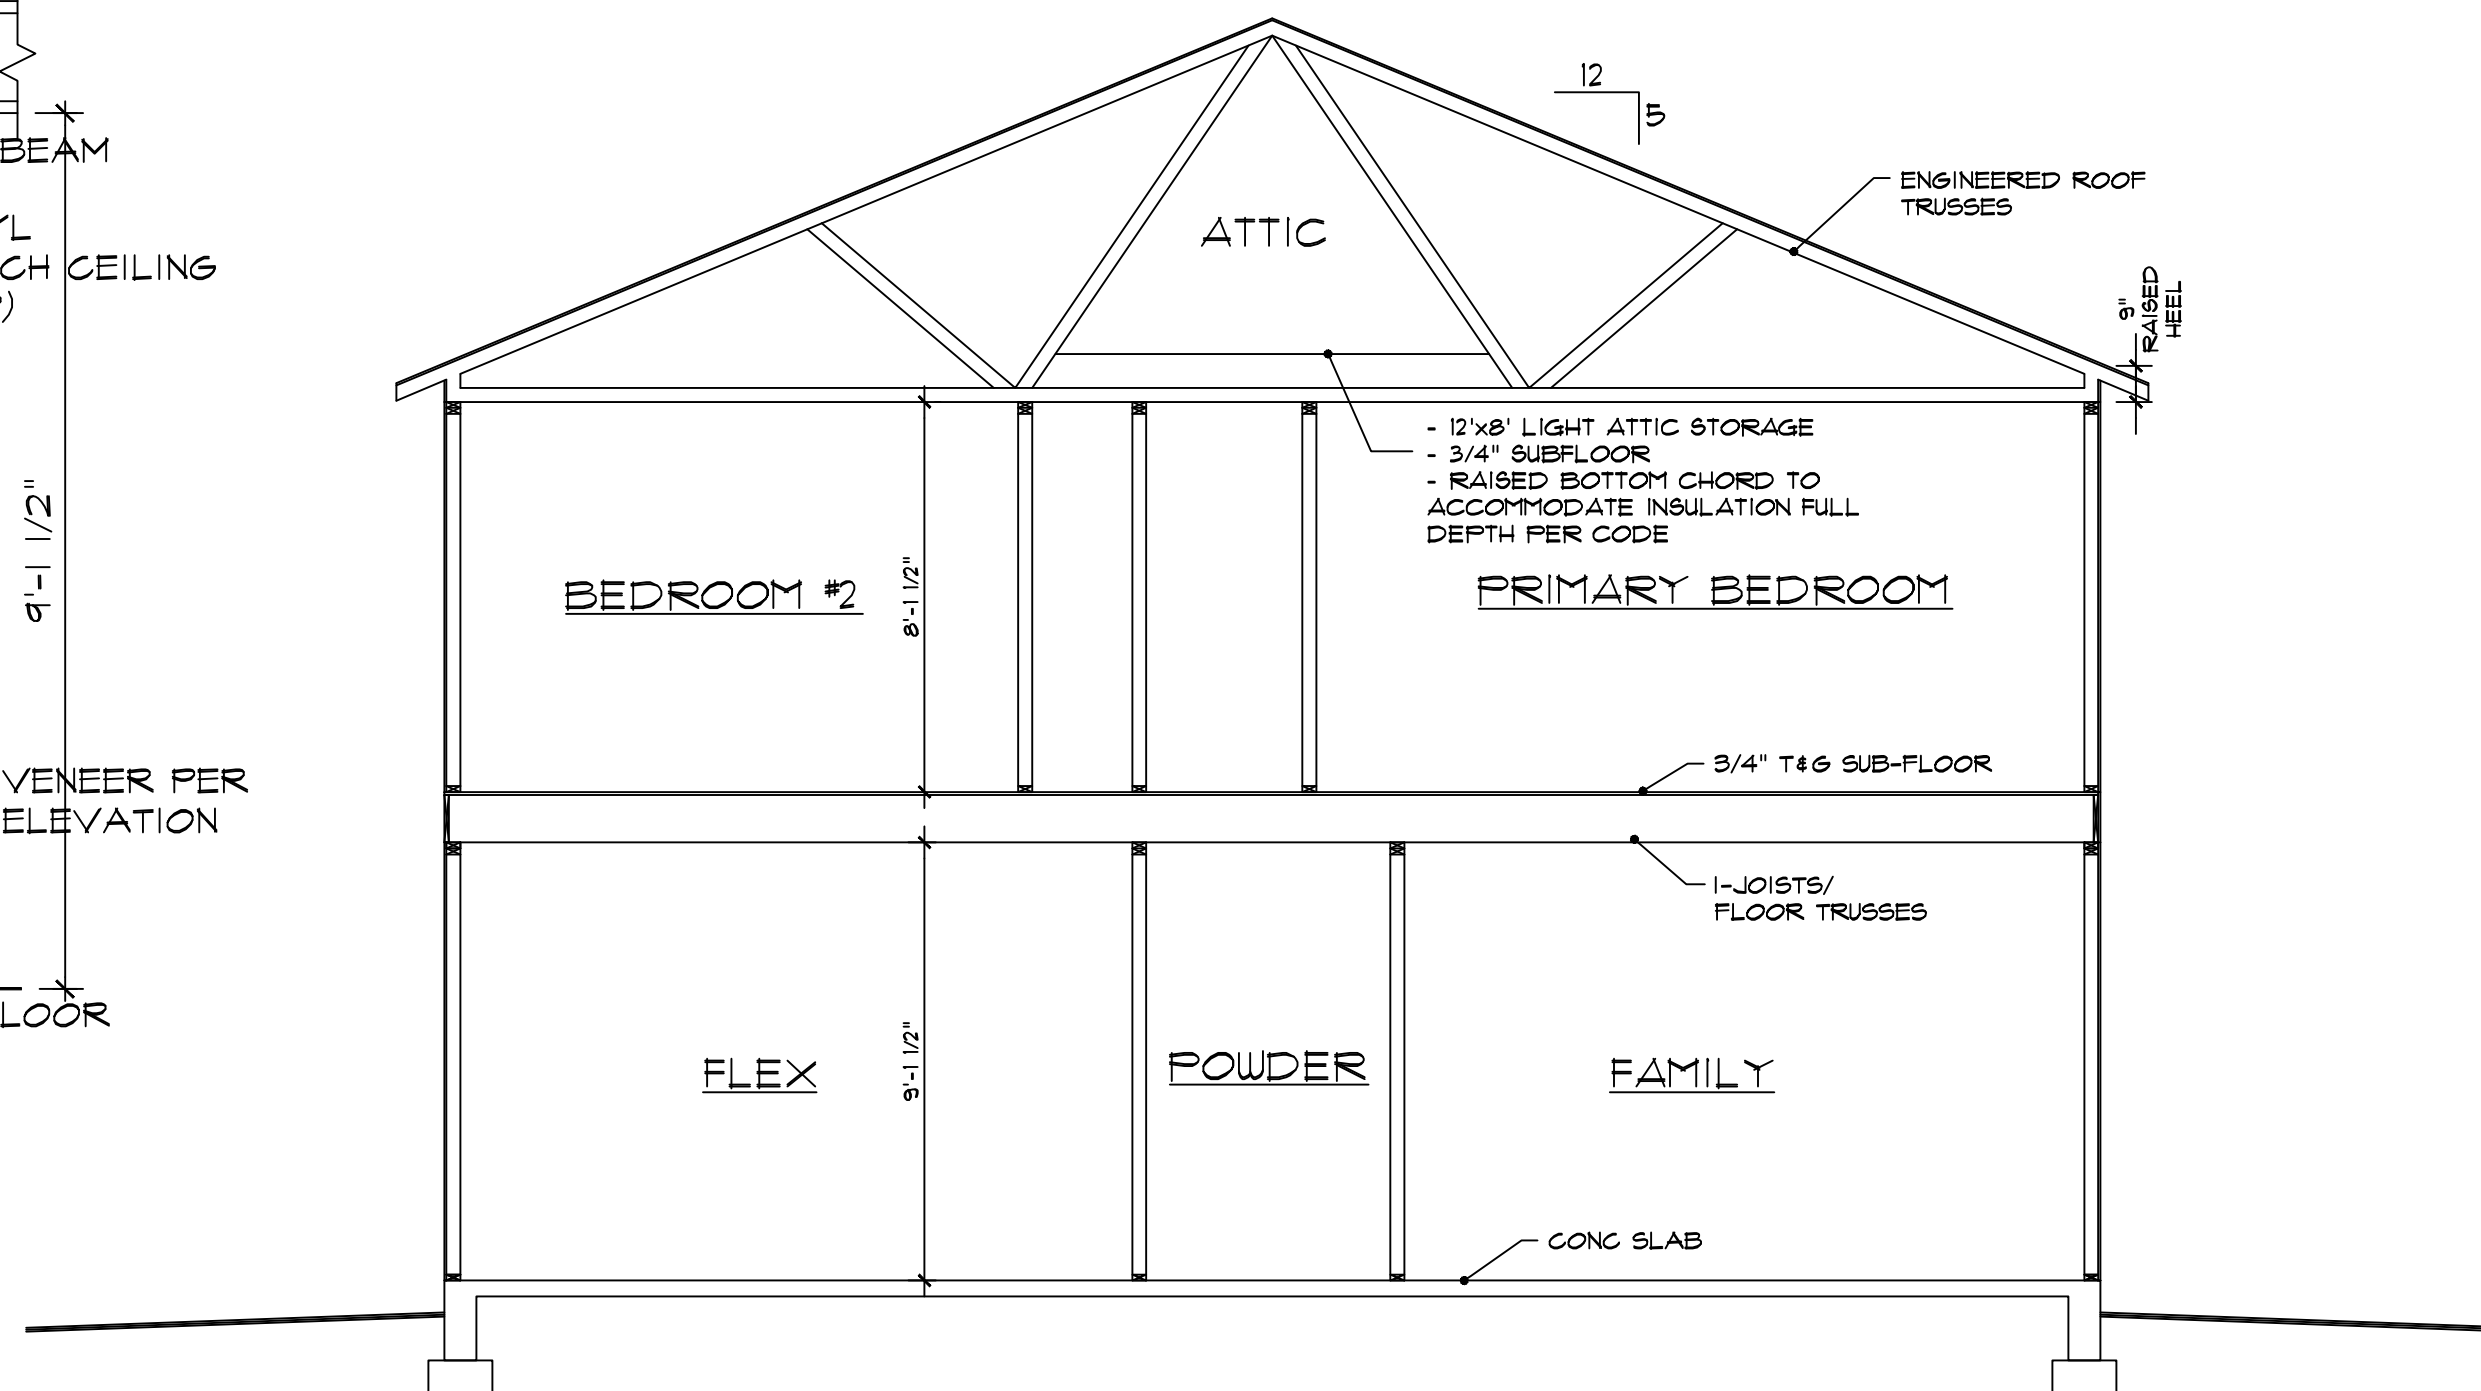 BEAM
CH CEILING
9'-1 1/2"
VENEER PER
ELEVATION
LOOR
12
5
ENGINEERED ROOF
TRUSSES
9"
RAISED
HEEL
ATTIC
- 12'x8' LIGHT ATTIC STORAGE
- 3/4" SUBFLOOR
- RAISED BOTTOM CHORD TO
ACCOMMODATE INSULATION FULL
DEPTH PER CODE
BEDROOM #2
8'-1 1/2"
PRIMARY BEDROOM
3/4" T&G SUB-FLOOR
I-JOISTS/
FLOOR TRUSSES
FLEX
9'-1 1/2"
POWDER
FAMILY
CONC SLAB